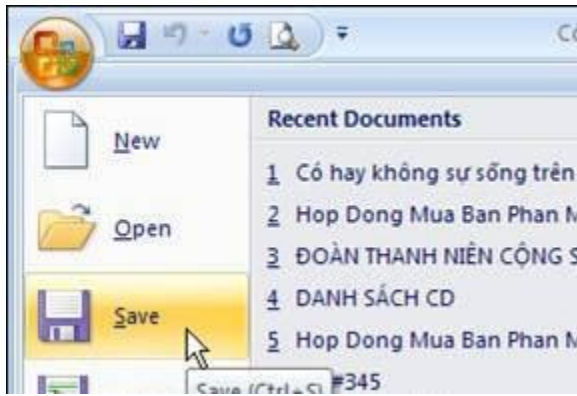 Recent Documents
New
1 Có hay không sự sống trên
2 Hop Dong Mua Ban Phan
Open
3 ĐOÀN THANH NIÊN CỘNG
4 DANH SÁCH CD
Save
5 Hop Dong Mua Ban Phan
Save (Ctrl+S)
#345